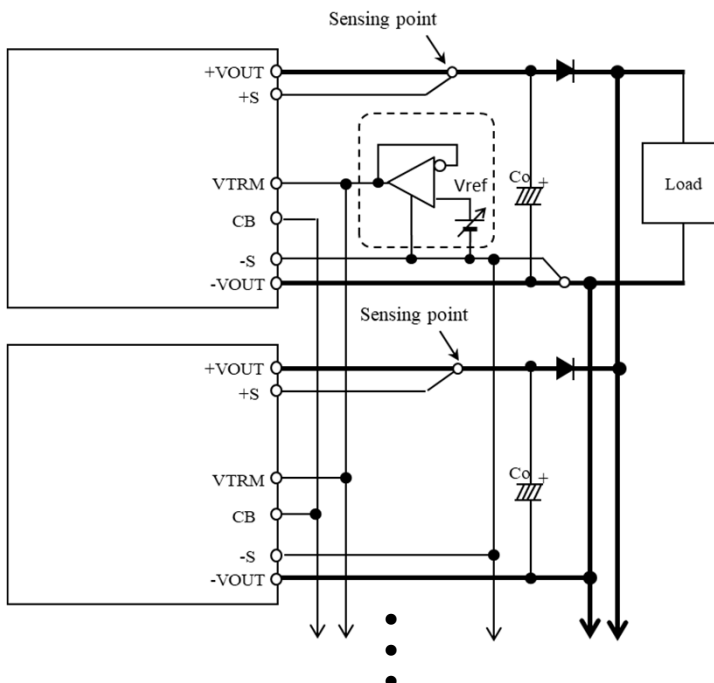 Sensing point
+VOUT
+S
VTRM
Vref
CB
-S
-VOUT
Co
+
Load
Sensing point
+VOUT
+S
VTRM
CB
-S
-VOUT
Co
+